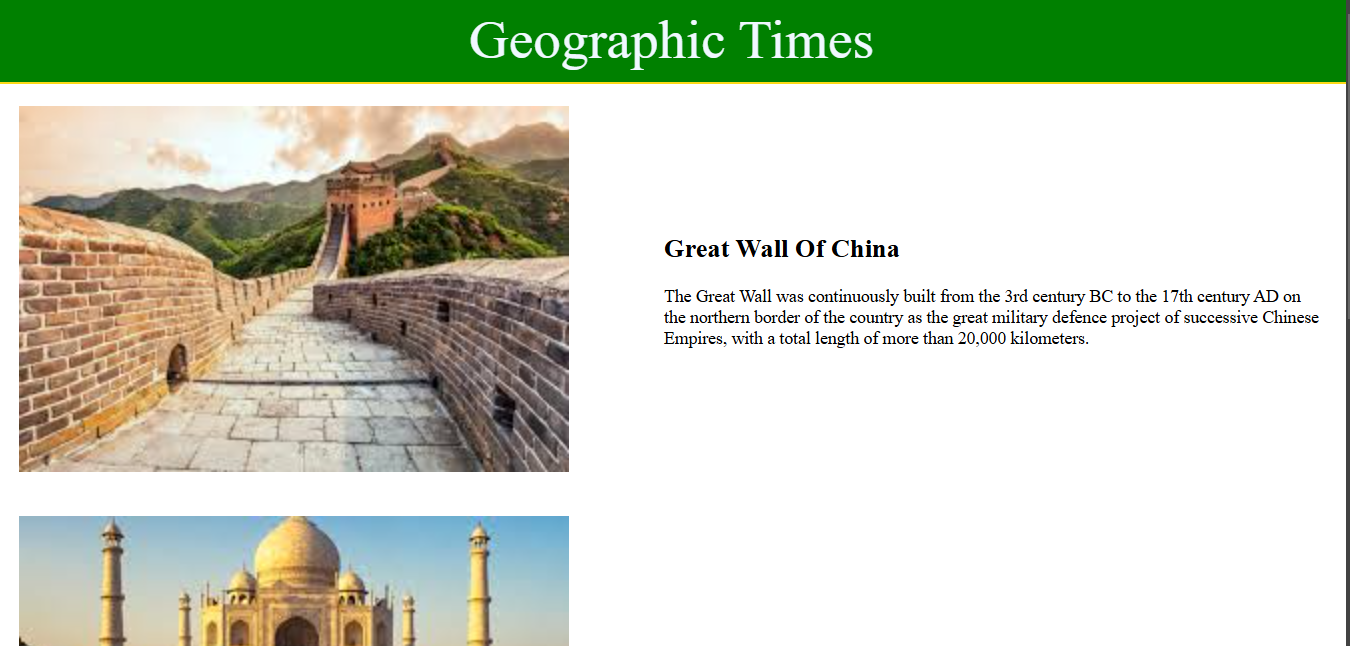 Geographic Times
Great Wall Of China
The Great Wall was continuously built from the 3rd century BC to the 17th century AD on
the northern border of the country as the great military defence project of successive Chinese
Empires, with a total length of more than 20,000 kilometers.